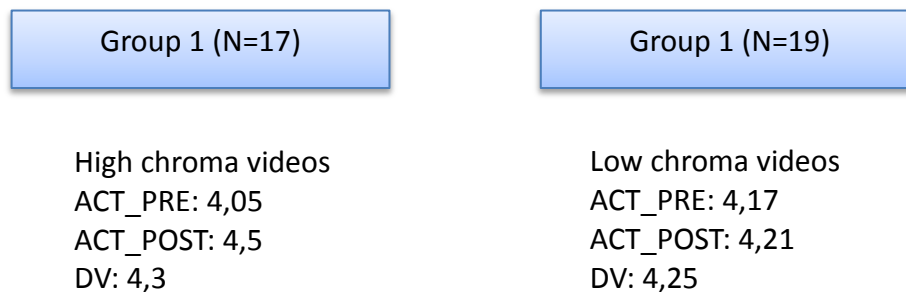 Group 1 (N=17)
High chroma videos
ACT_PRE: 4,05
ACT_POST: 4,5
DV: 4,3
Group 1 (N=19)
Low chroma videos
ACT_PRE: 4,17
ACT_POST: 4,21
DV: 4,25